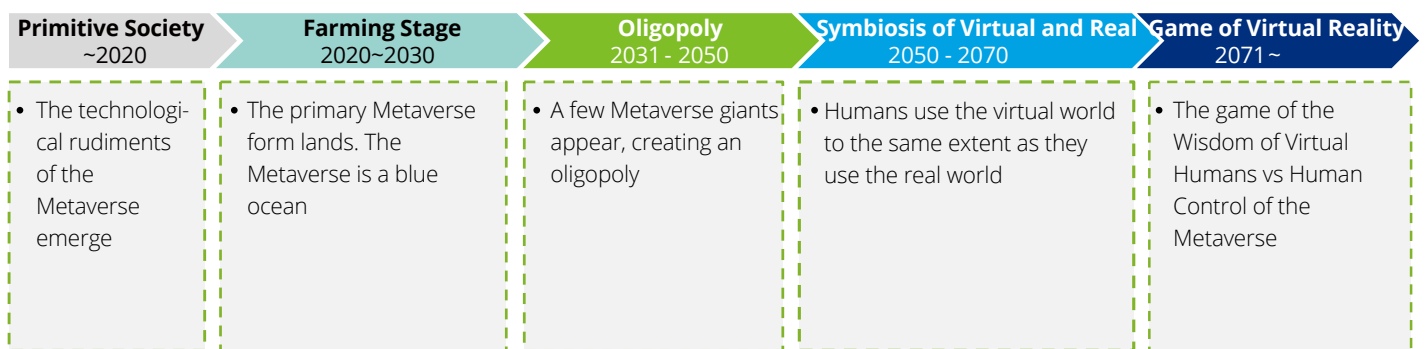 Primitive Society
~2020
Farming Stage
2020~2030
Oligopoly
2031 - 2050
Symbiosis of Virtual and Real
2050 - 2070
Game of Virtual Reality
2071~
• The technologi-
cal rudiments
of the
Metaverse
emerge
• The primary Metaverse
form lands. The
Metaverse is a blue
ocean
• A few Metaverse giants
appear, creating an
oligopoly
• Humans use the virtual world
to the same extent as they
use the real world
• The game of the
Wisdom of Virtual
Humans vs Human
Control of the
Metaverse